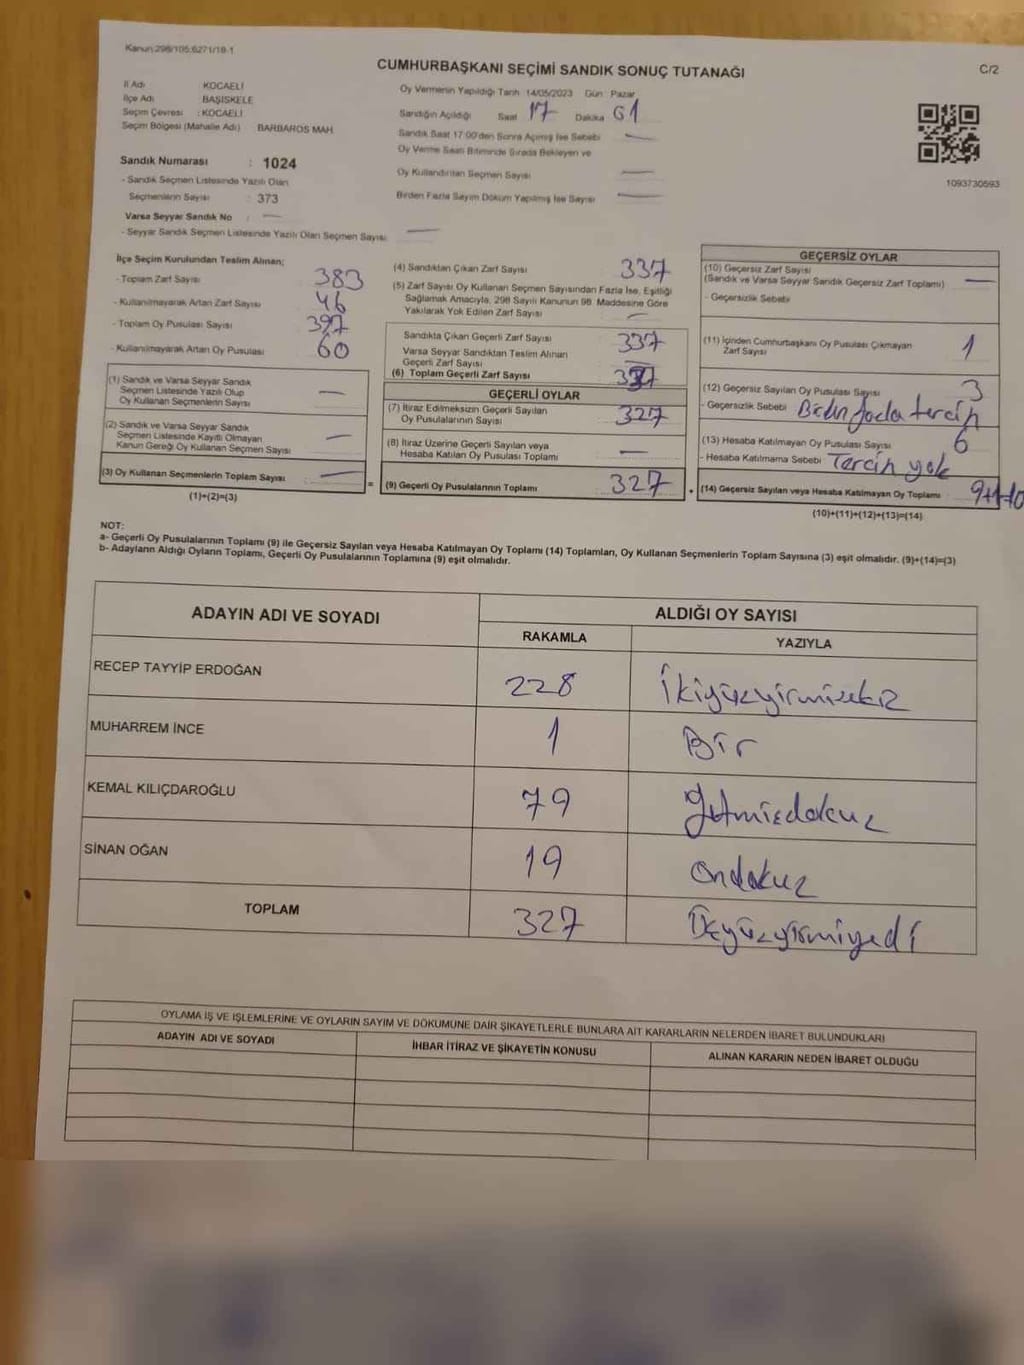 Kanun:298/105;6271/18-1
CUMHURBAŞKANI SEÇİMİ SANDIK SONUÇ TUTANAĞI
C/2
İl Adı : KOCAELİ
İlçe Adı : BAŞİSKELE
Seçim Çevresi : KOCAELİ
Seçim Bölgesi (Mahalle Adı) BARBAROS MAH.
Sandık Numarası : 1024
- Sandık Seçmen Listesinde Yazılı Olan
Seçmenlerin Sayısı : 373
Varsa Seyyar Sandık No : —
- Seyyar Sandık Seçmen Listesinde Yazılı Olan Seçmen Sayısı —
Oy Vermenin Yapıldığı Tarih 14/05/2023 Gün : Pazar
Sandığın Açıldığı Saat 17 Dakika 01
Sandık Saat 17:00'den Sonra Açılmış İse Sebebi —
Oy Verme Saati Bitiminde Sırada Bekleyen ve
Oy Kullandırılan Seçmen Sayısı —
Birden Fazla Sayım Döküm Yapılmış İse Sayısı —
1093730593
İlçe Seçim Kurulundan Teslim Alınan;
- Toplam Zarf Sayısı 383
- Kullanılmayarak Artan Zarf Sayısı 46
- Toplam Oy Pusulası Sayısı 397
- Kullanılmayarak Artan Oy Pusulası 60
(1) Sandık ve Varsa Seyyar Sandık
Seçmen Listesinde Yazılı Olup
Oy Kullanan Seçmenlerin Sayısı —
(2) Sandık ve Varsa Seyyar Sandık
Seçmen Listesinde Kayıtlı Olmayan
Kanun Gereği Oy Kullanan Seçmen Sayısı —
(3) Oy Kullanan Seçmenlerin Toplam Sayısı —
(1)+(2)=(3)
=
(4) Sandıktan Çıkan Zarf Sayısı 337
(5) Zarf Sayısı Oy Kullanan Seçmen Sayısından Fazla İse, Eşitliği
Sağlamak Amacıyla, 298 Sayılı Kanunun 98. Maddesine Göre
Yakılarak Yok Edilen Zarf Sayısı —
Sandıkta Çıkan Geçerli Zarf Sayısı 337
Varsa Seyyar Sandıktan Teslim Alınan
Geçerli Zarf Sayısı —
(6) Toplam Geçerli Zarf Sayısı 337
GEÇERLİ OYLAR
(7) İtiraz Edilmeksizin Geçerli Sayılan
Oy Pusulalarının Sayısı 327
(8) İtiraz Üzerine Geçerli Sayılan veya
Hesaba Katılan Oy Pusulası Toplamı —
(9) Geçerli Oy Pusulalarının Toplamı 327
+
GEÇERSİZ OYLAR
(10) Geçersiz Zarf Sayısı
(Sandık ve Varsa Seyyar Sandık Geçersiz Zarf Toplamı) —
- Geçersizlik Sebebi
(11) İçinden Cumhurbaşkanı Oy Pusulası Çıkmayan
Zarf Sayısı 1
(12) Geçersiz Sayılan Oy Pusulası Sayısı 3
- Geçersizlik Sebebi Birden fazla tercih
(13) Hesaba Katılmayan Oy Pusulası Sayısı 6
- Hesaba Katılmama Sebebi Tercih yok
(14) Geçersiz Sayılan veya Hesaba Katılmayan Oy Toplamı 9+1=10
(10)+(11)+(12)+(13)=(14)
NOT:
a- Geçerli Oy Pusulalarının Toplamı (9) ile Geçersiz Sayılan veya Hesaba Katılmayan Oy Toplamı (14) Toplamları, Oy Kullanan Seçmenlerin Toplam Sayısına (3) eşit olmalıdır. (9)+(14)=(3)
b- Adayların Aldığı Oyların Toplamı, Geçerli Oy Pusulalarının Toplamına (9) eşit olmalıdır.
ADAYIN ADI VE SOYADI
ALDIĞI OY SAYISI
RAKAMLA YAZIYLA
RECEP TAYYİP ERDOĞAN 228 İkiyüzyirmisekiz
MUHARREM İNCE 1 Bir
KEMAL KILIÇDAROĞLU 79 yetmişdokuz
SİNAN OĞAN 19 ondokuz
TOPLAM 327 Üçyüzyirmiyedi
OYLAMA İŞ VE İŞLEMLERİNE VE OYLARIN SAYIM VE DÖKÜMÜNE DAİR ŞİKAYETLERLE BUNLARA AİT KARARLARIN NELERDEN İBARET BULUNDUKLARI
ADAYIN ADI VE SOYADI İHBAR İTİRAZ VE ŞİKAYETİN KONUSU ALINAN KARARIN NEDEN İBARET OLDUĞU